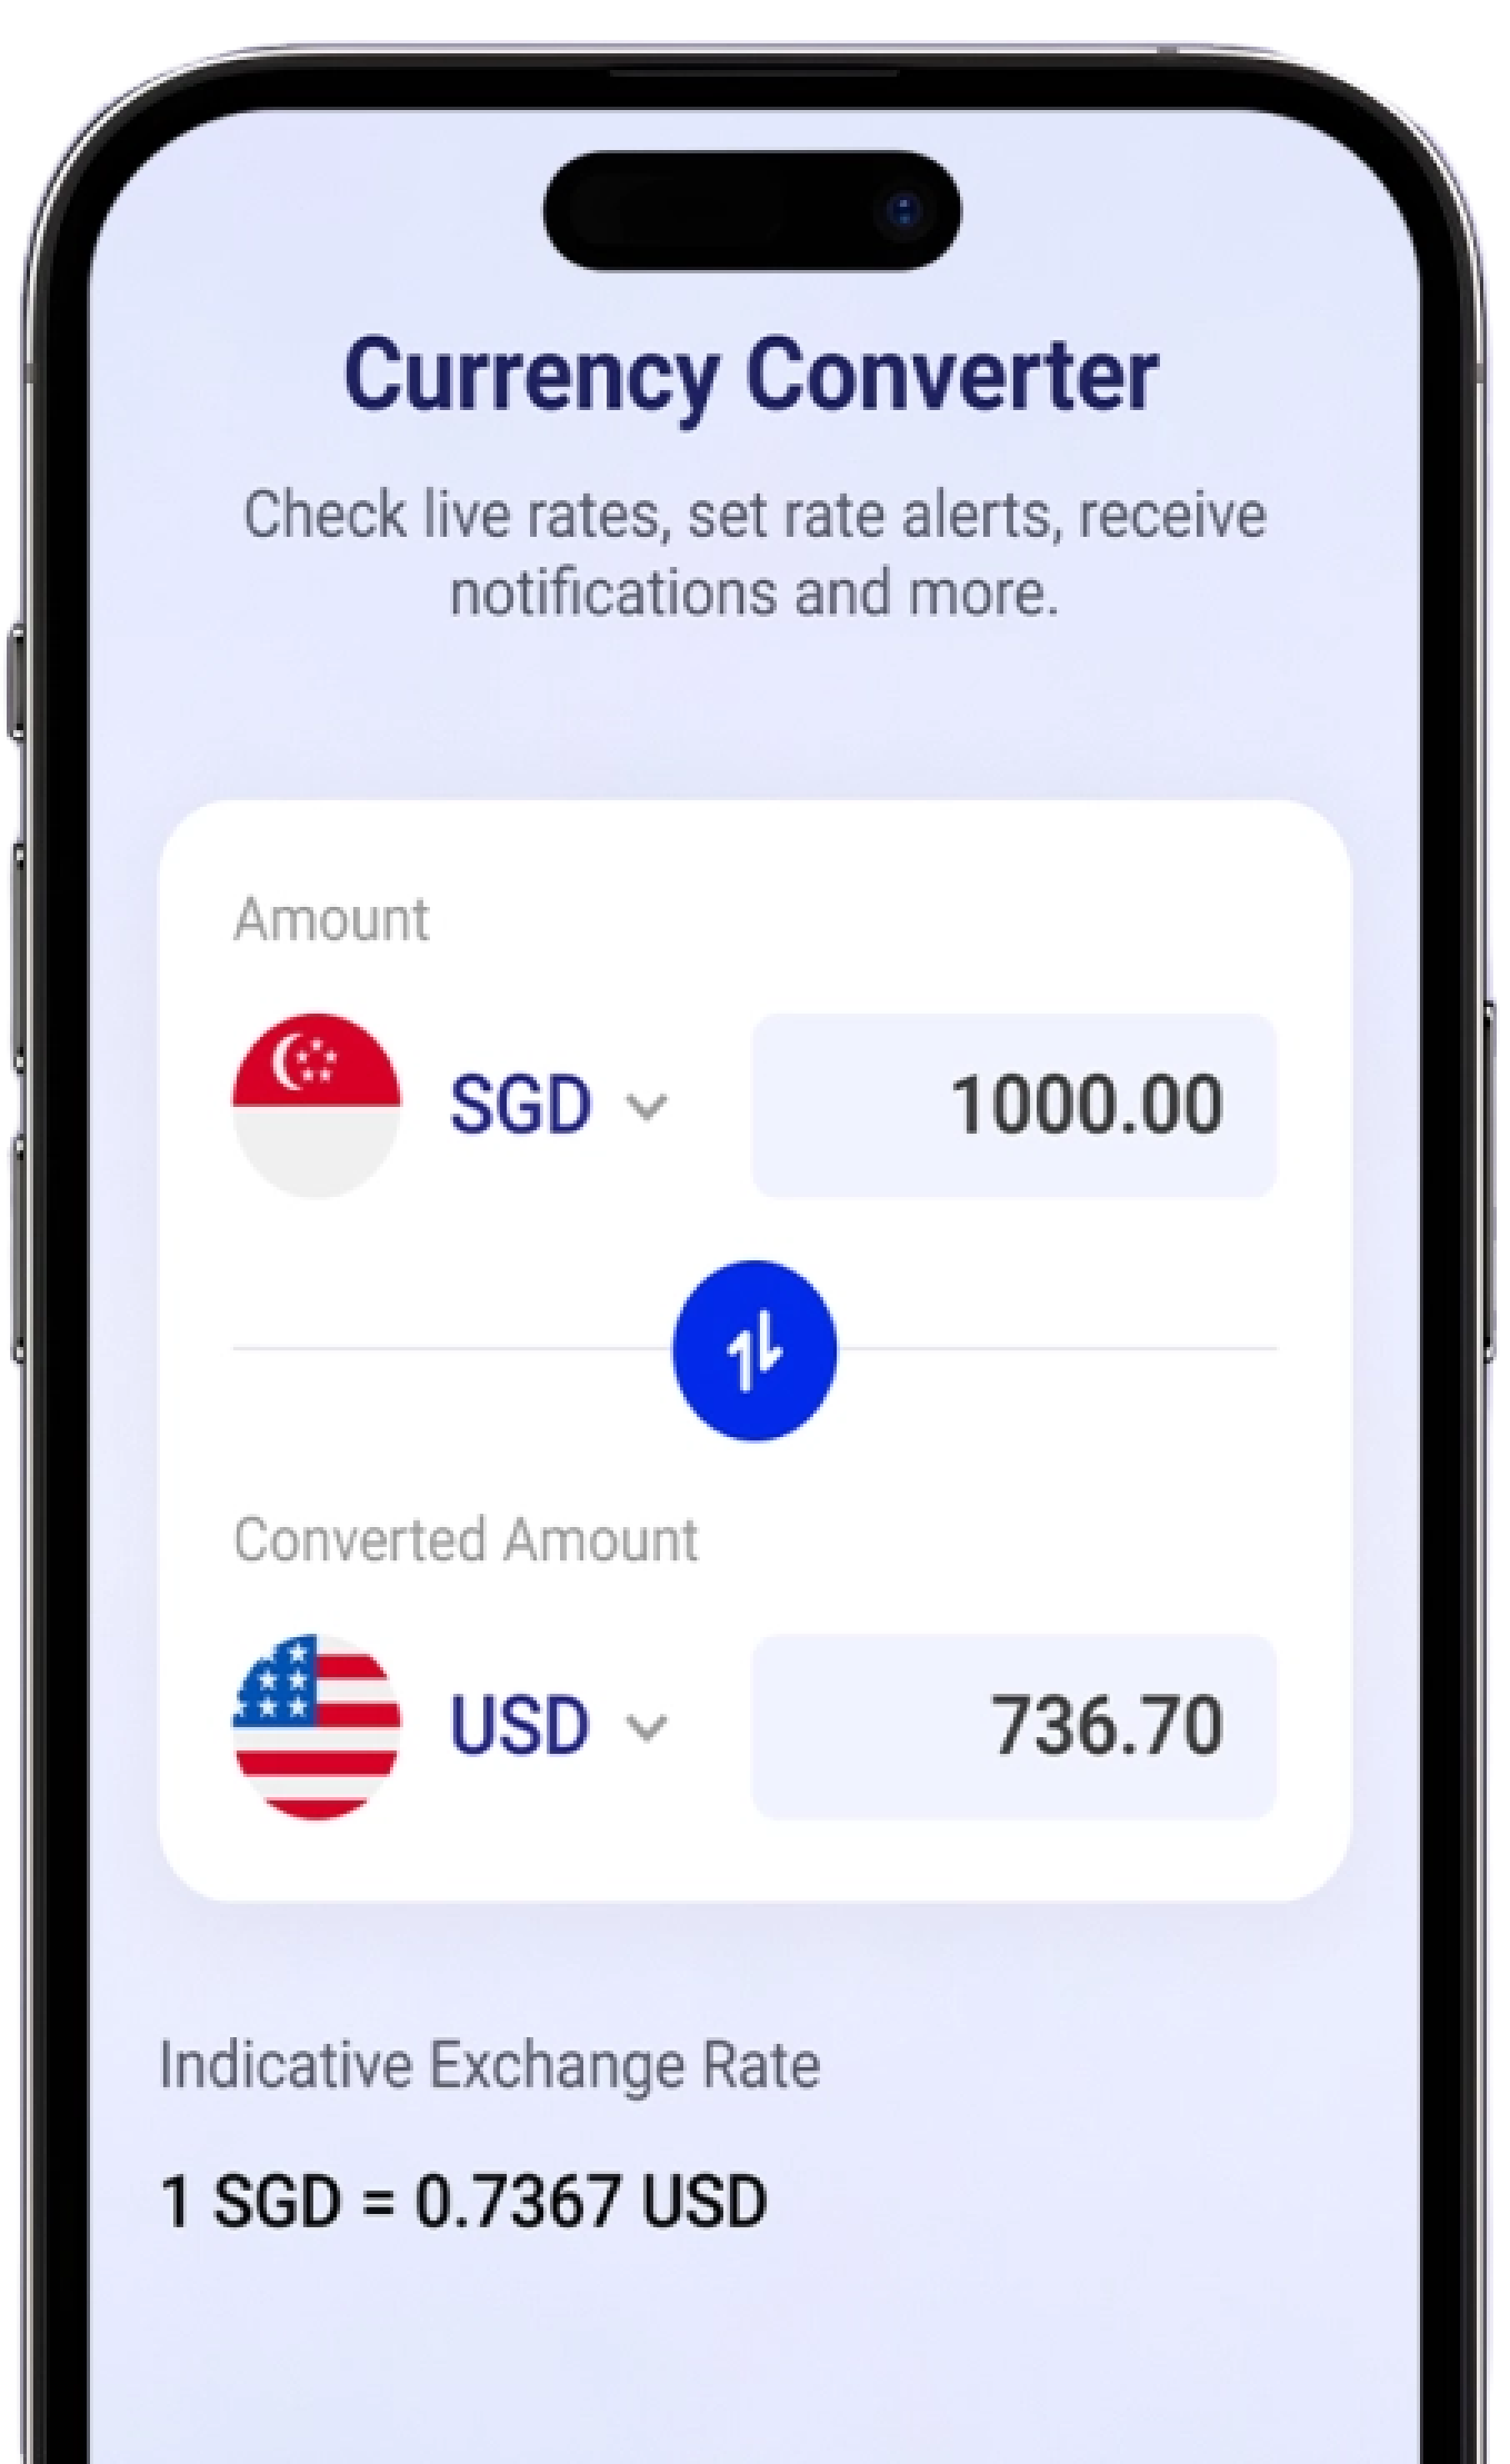 Currency Converter
Check live rates, set rate alerts, receive
notifications and more.
Amount
SGD
1000.00
Converted Amount
USD
736.70
Indicative Exchange Rate
1 SGD = 0.7367 USD